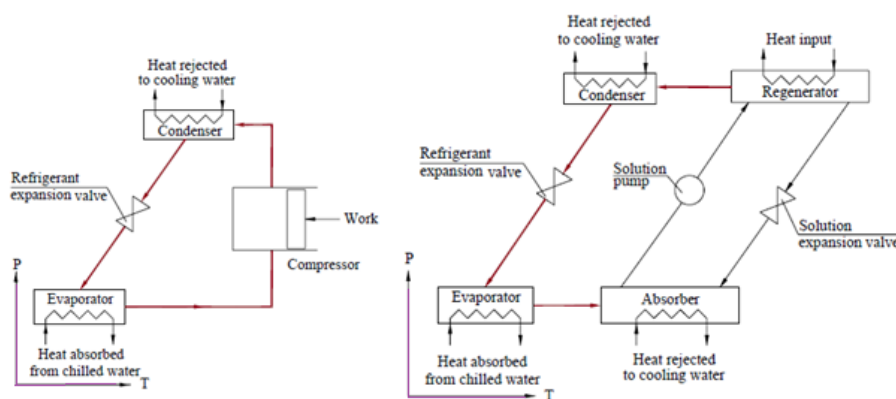 Heat rejected
to cooling water
Condenser
Refrigerant
expansion valve
Work
Compressor
P
Evaporator
Heat absorbed
from chilled water
T
Heat rejected
to cooling water
Heat input
Condenser
Regenerator
Refrigerant
expansion valve
Solution
pump
Solution
expansion valve
P
Evaporator
Absorber
Heat absorbed
from chilled water
Heat rejected
to cooling water
T